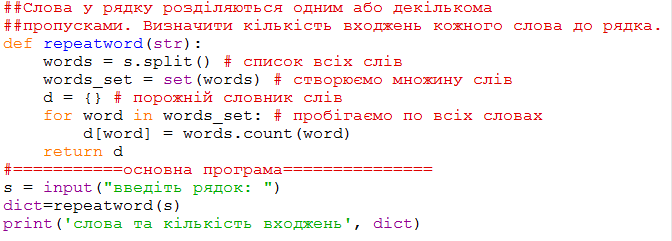 ##Слова у рядку розділяються одним або декількома
##пропусками. Визначити кількість входжень кожного слова до рядка.
def repeatword(str):
    words = s.split() # список всіх слів
    words_set = set(words) # створюємо множину слів
    d = {} # порожній словник слів
    for word in words_set: # пробігаємо по всіх словах
        d[word] = words.count(word)
    return d
#===========основна програма===============
s = input("введіть рядок: ")
dict=repeatword(s)
print('слова та кількість входжень', dict)